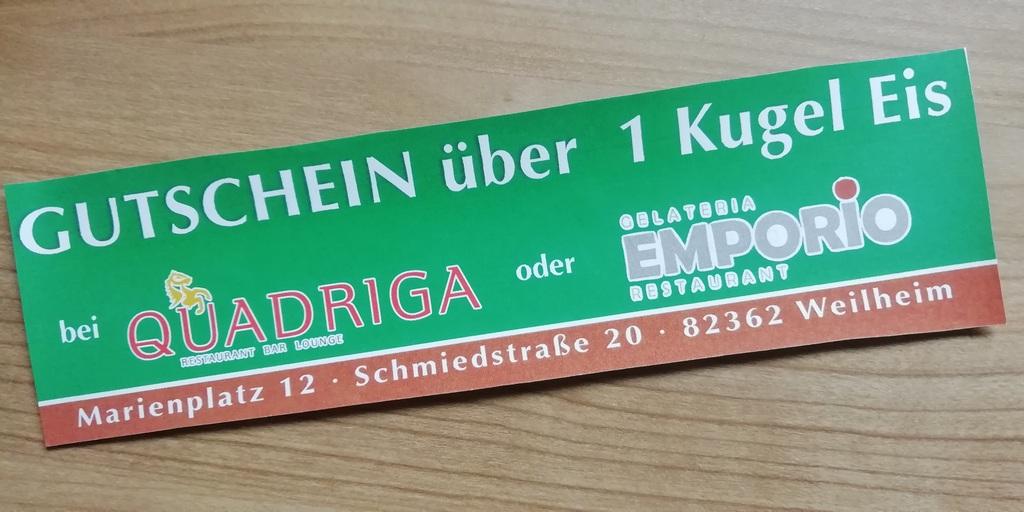 GUTSCHEIN über 1 Kugel Eis
bei QUADRIGA oder GELATERIA EMPORIO
RESTAURANT BAR LOUNGE RESTAURANT
Marienplatz 12 · Schmiedstraße 20 · 82362 Weilheim